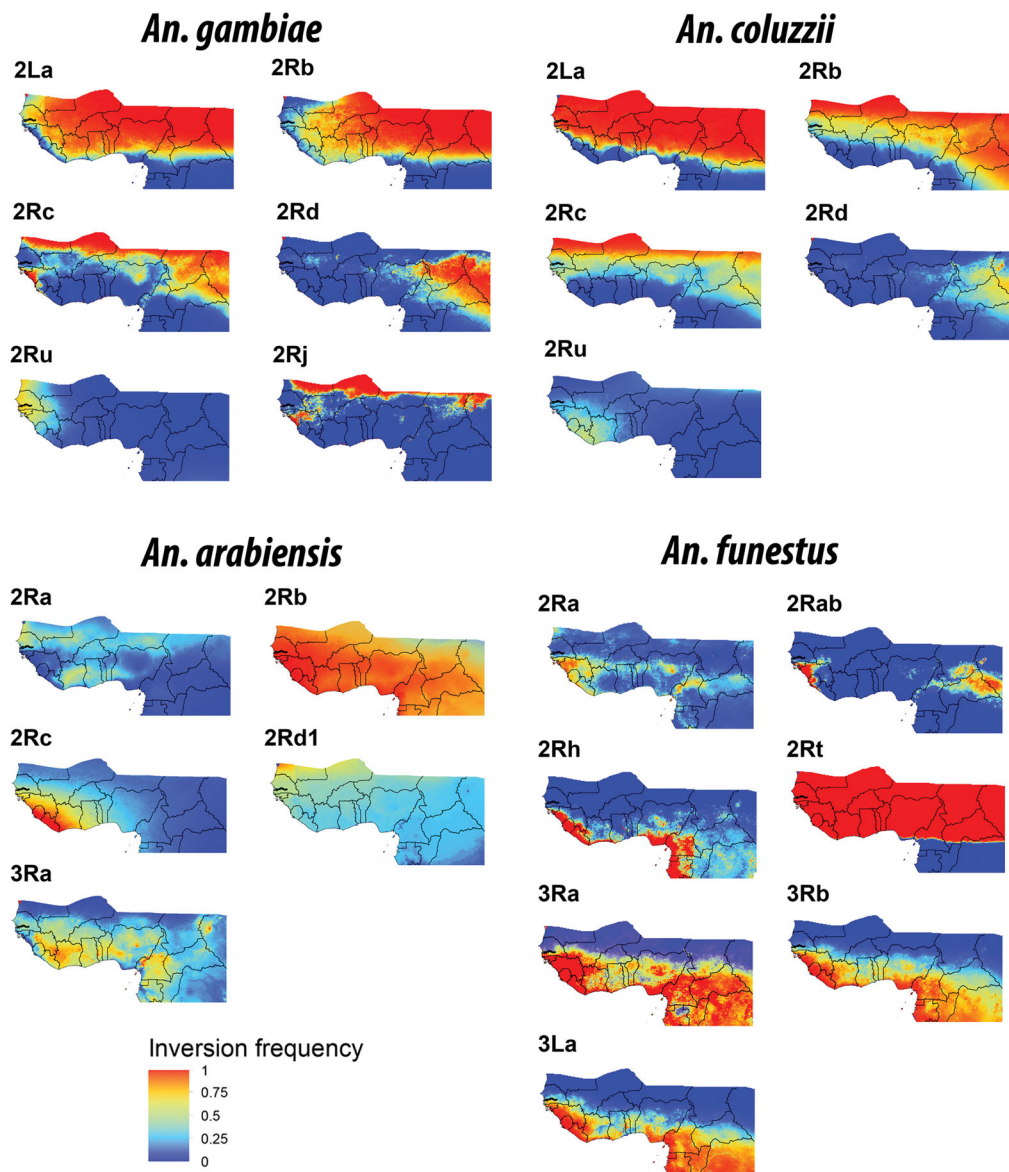 An. gambiae
2La
2Rb
2Rc
2Rd
2Ru
2Rj
An. coluzzii
2La
2Rb
2Rc
2Rd
2Ru
An. arabiensis
2Ra
2Rb
2Rc
2Rd1
3Ra
An. funestus
2Ra
2Rab
2Rh
2Rt
3Ra
3Rb
3La
Inversion frequency
1
0.75
0.5
0.25
0